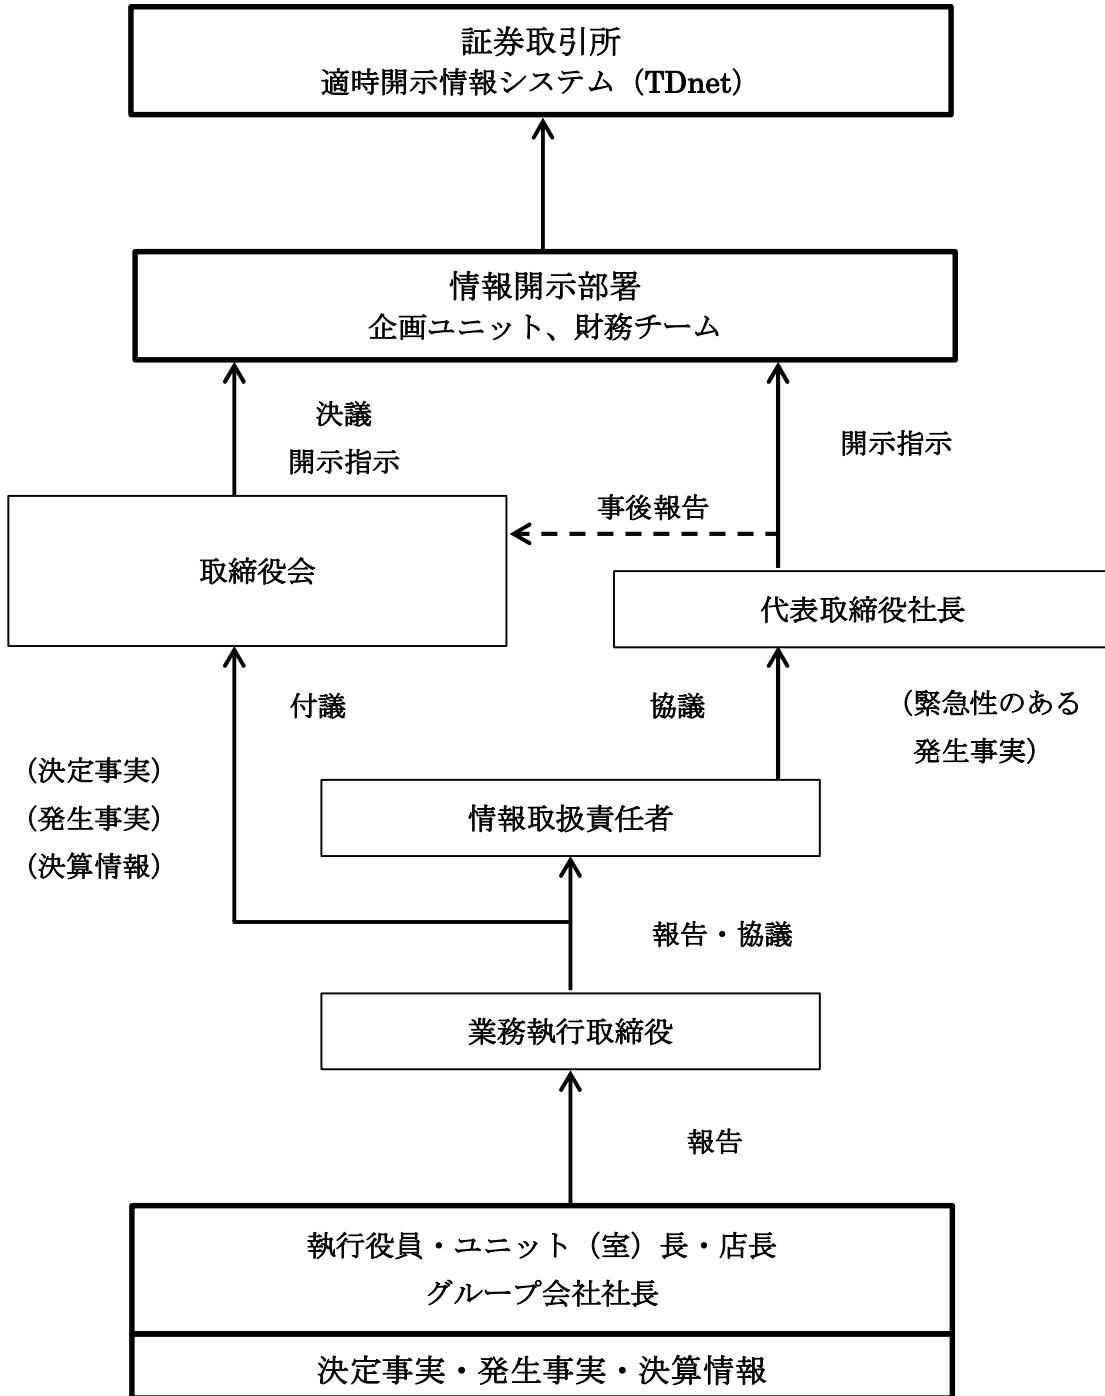 証券取引所
適時開示情報システム（TDnet）
情報開示部署
企画ユニット、財務チーム
決議
開示指示
開示指示
事後報告
取締役会
代表取締役社長
付議
協議
（緊急性のある
発生事実）
（決定事実）
（発生事実）
（決算情報）
情報取扱責任者
報告・協議
業務執行取締役
報告
執行役員・ユニット（室）長・店長
グループ会社社長
決定事実・発生事実・決算情報